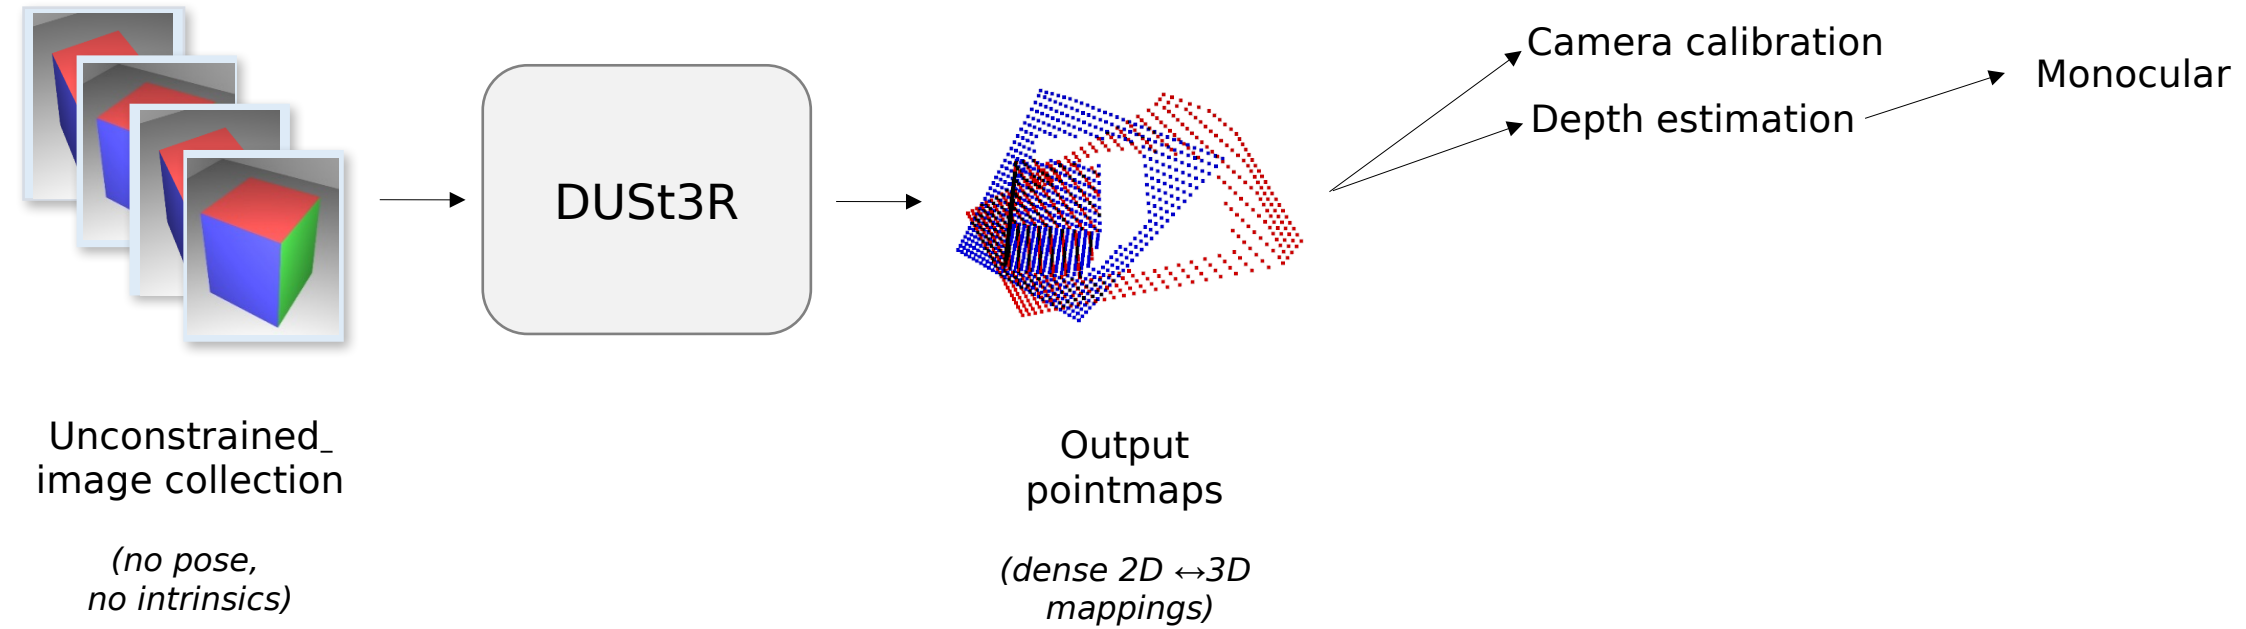 DUSt3R
Camera calibration
Depth estimation
Monocular
Unconstrained_
image collection
(no pose,
no intrinsics)
Output
pointmaps
(dense 2D ↔3D
mappings)